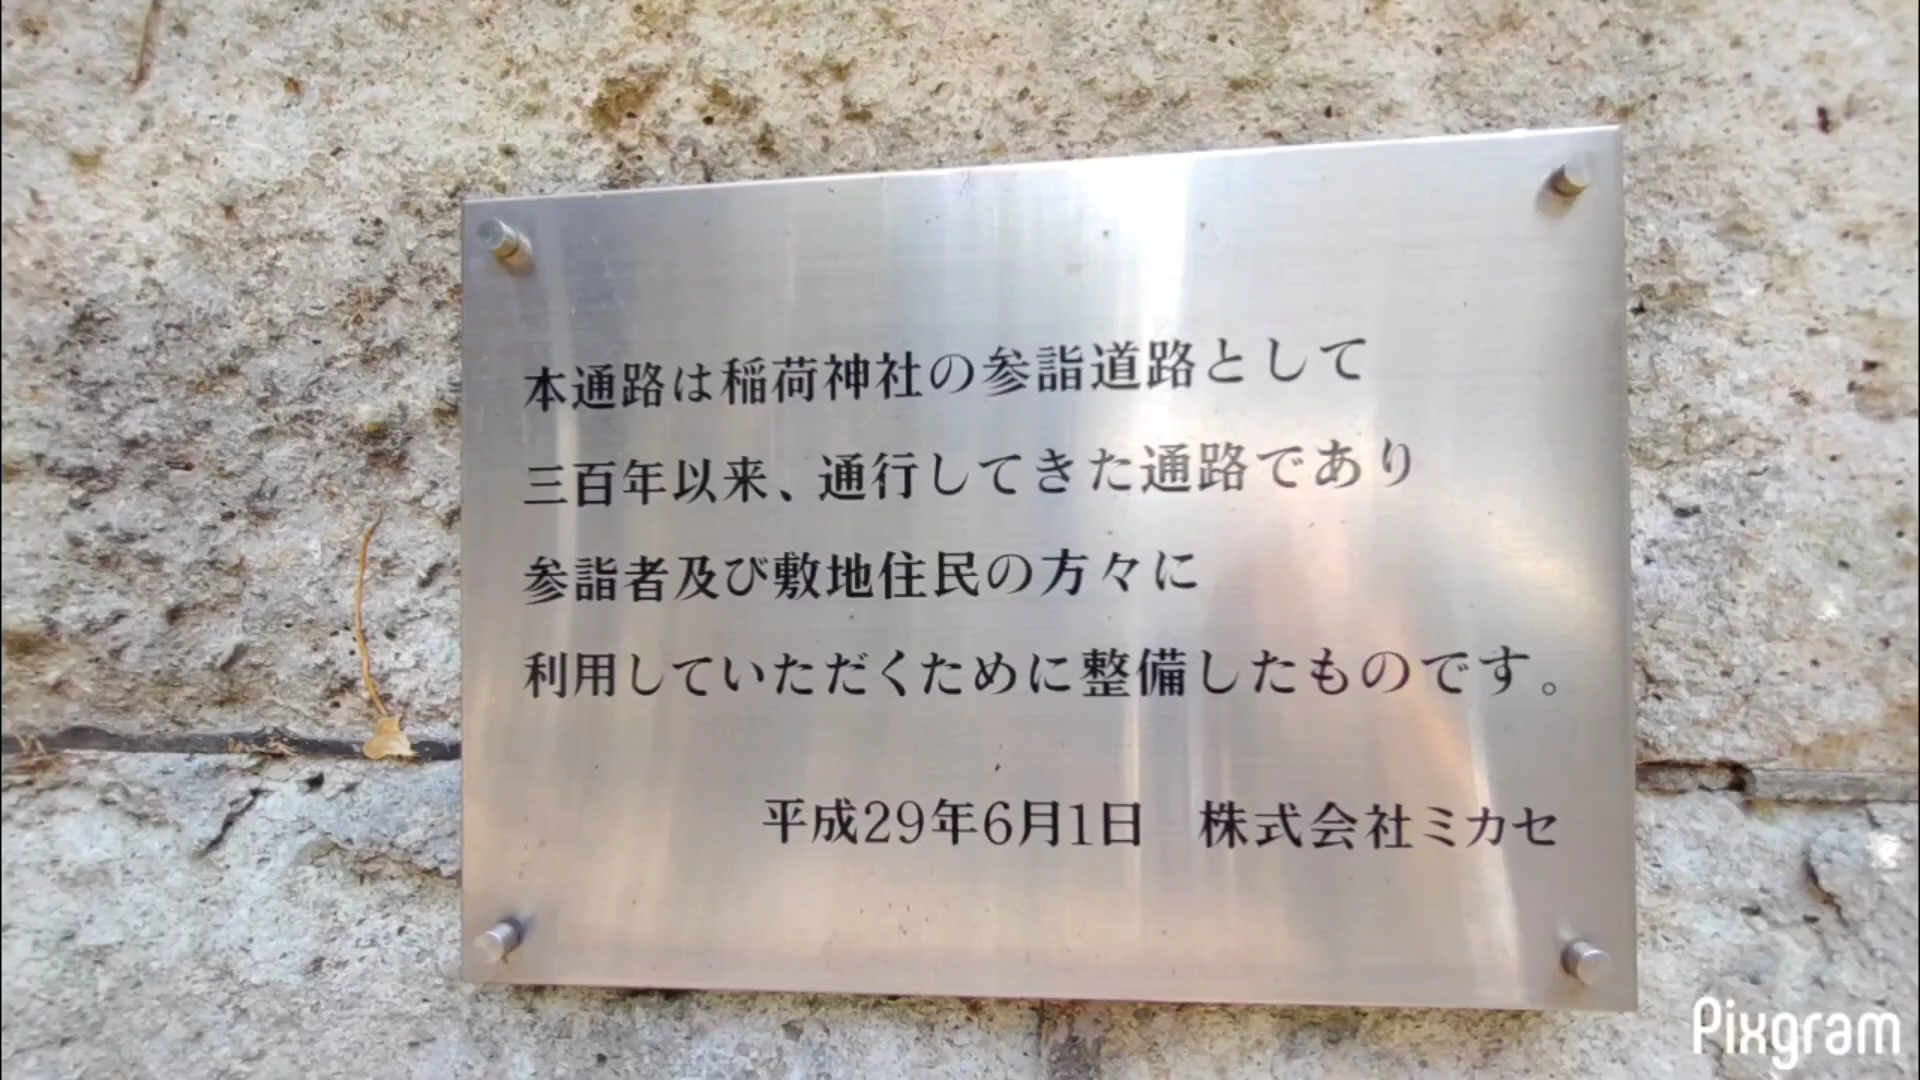 本通路は稲荷神社の参詣道路として
三百年以来、通行してきた通路であり
参詣者及び敷地住民の方々に
利用していただくために整備したものです。
平成29年6月1日　株式会社ミカセ
Pixgram